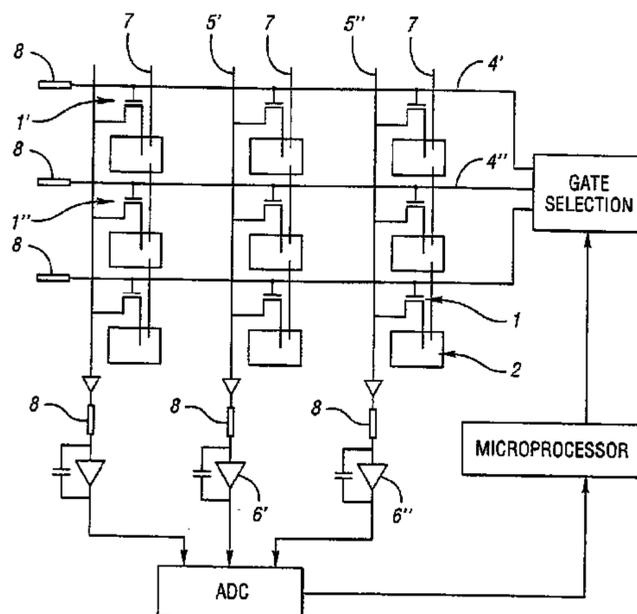 7 5' 7 5" 7
8
4'
1'
8
4"
GATE
SELECTION
1"
8
1
2
8 8 8
MICROPROCESSOR
6' 6"
ADC